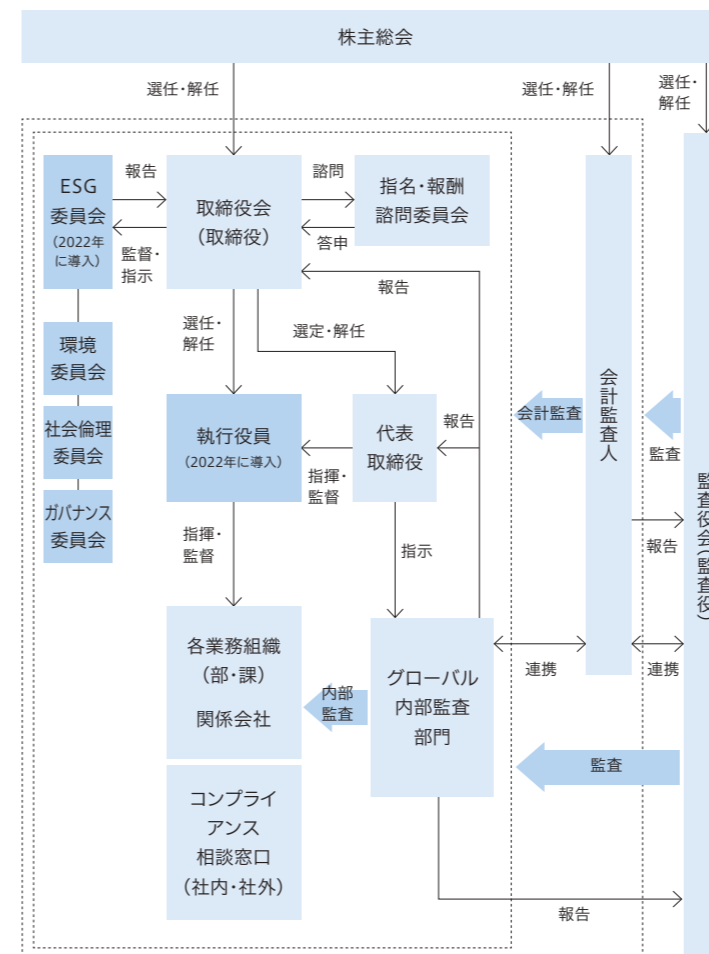 株主総会
選任・解任
選任・解任
選任・
解任
ESG
委員会
(2022年
に導入)
報告
監督・
指示
取締役会
(取締役)
諮問
答申
指名・報酬
諮問委員会
報告
環境
委員会
社会倫理
委員会
ガバナンス
委員会
選任・
解任
選定・解任
執行役員
(2022年に導入)
指揮・
監督
代表
取締役
報告
会計監査
会計監査人
監査
監査役会(監査役)
報告
指揮・
監督
指示
各業務組織
(部・課)
関係会社
内部
監査
グローバル
内部監査
部門
連携
連携
監査
コンプライ
アンス
相談窓口
(社内・社外)
報告